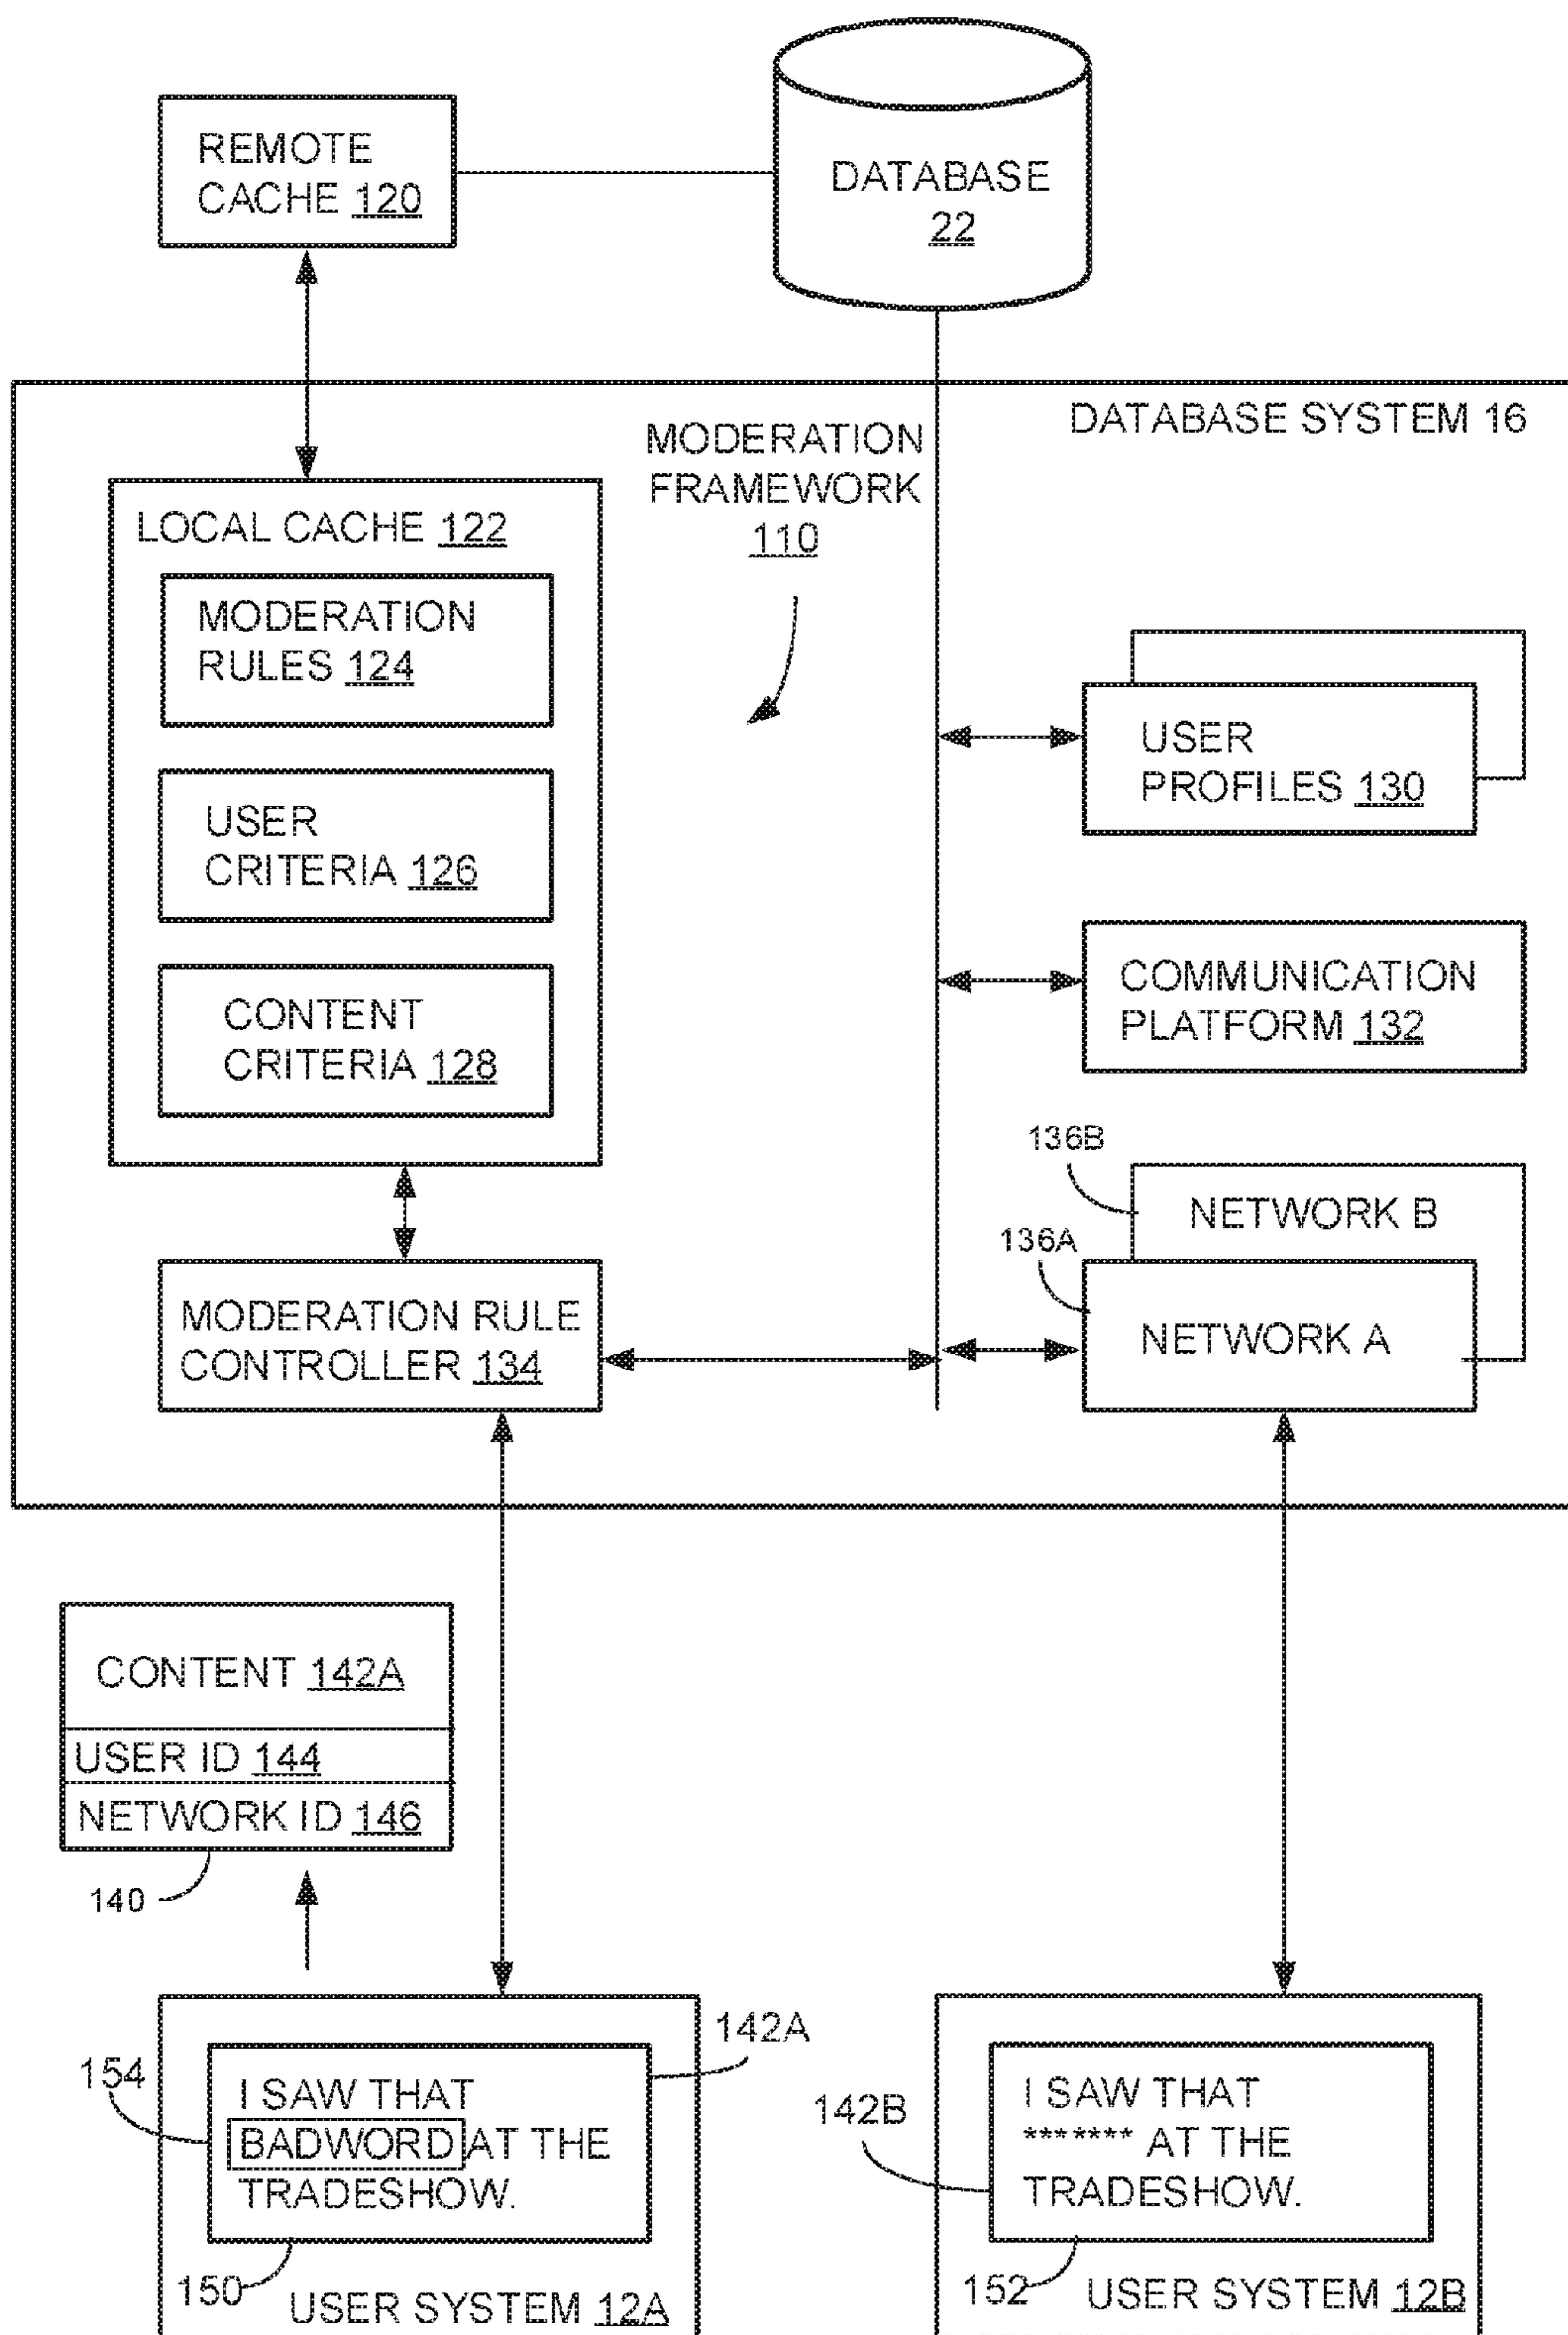 REMOTE
CACHE 120
DATABASE
22
DATABASE SYSTEM 16
MODERATION
FRAMEWORK
110
LOCAL CACHE 122
MODERATION
RULES 124
USER
CRITERIA 126
CONTENT
CRITERIA 128
USER
PROFILES 130
COMMUNICATION
PLATFORM 132
136B
NETWORK B
136A
NETWORK A
MODERATION RULE
CONTROLLER 134
CONTENT 142A
USER ID 144
NETWORK ID 146
140
142A
154
I SAW THAT
BADWORD AT THE
TRADESHOW.
150
USER SYSTEM 12A
142B
I SAW THAT
******* AT THE
TRADESHOW.
152
USER SYSTEM 12B